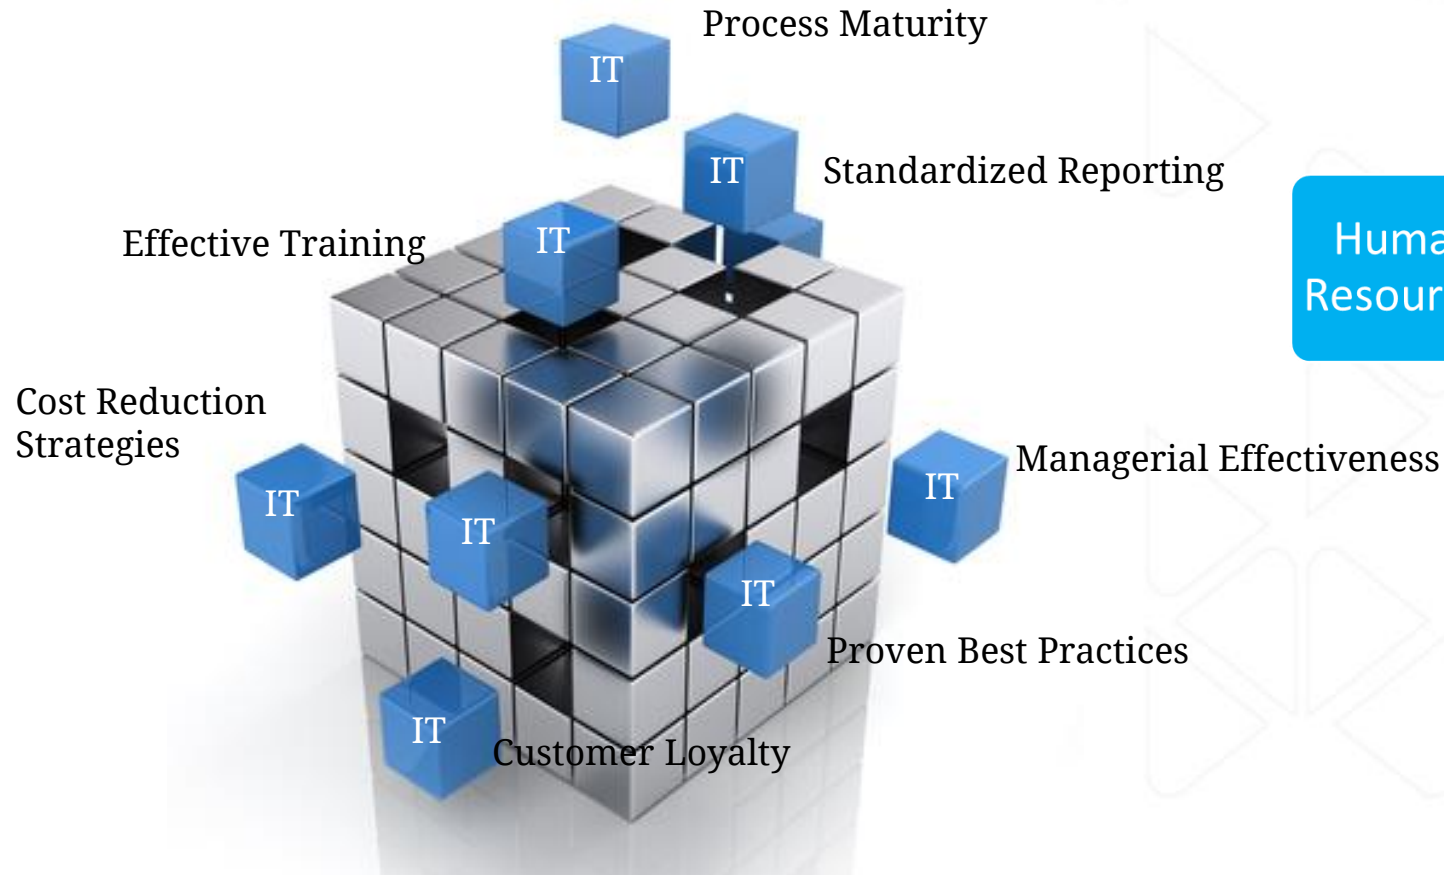 Process Maturity
IT
IT
Standardized Reporting
Effective Training
IT
Huma
Resour
Cost Reduction
Strategies
IT
IT
IT
Managerial Effectiveness
IT
Proven Best Practices
IT
Customer Loyalty